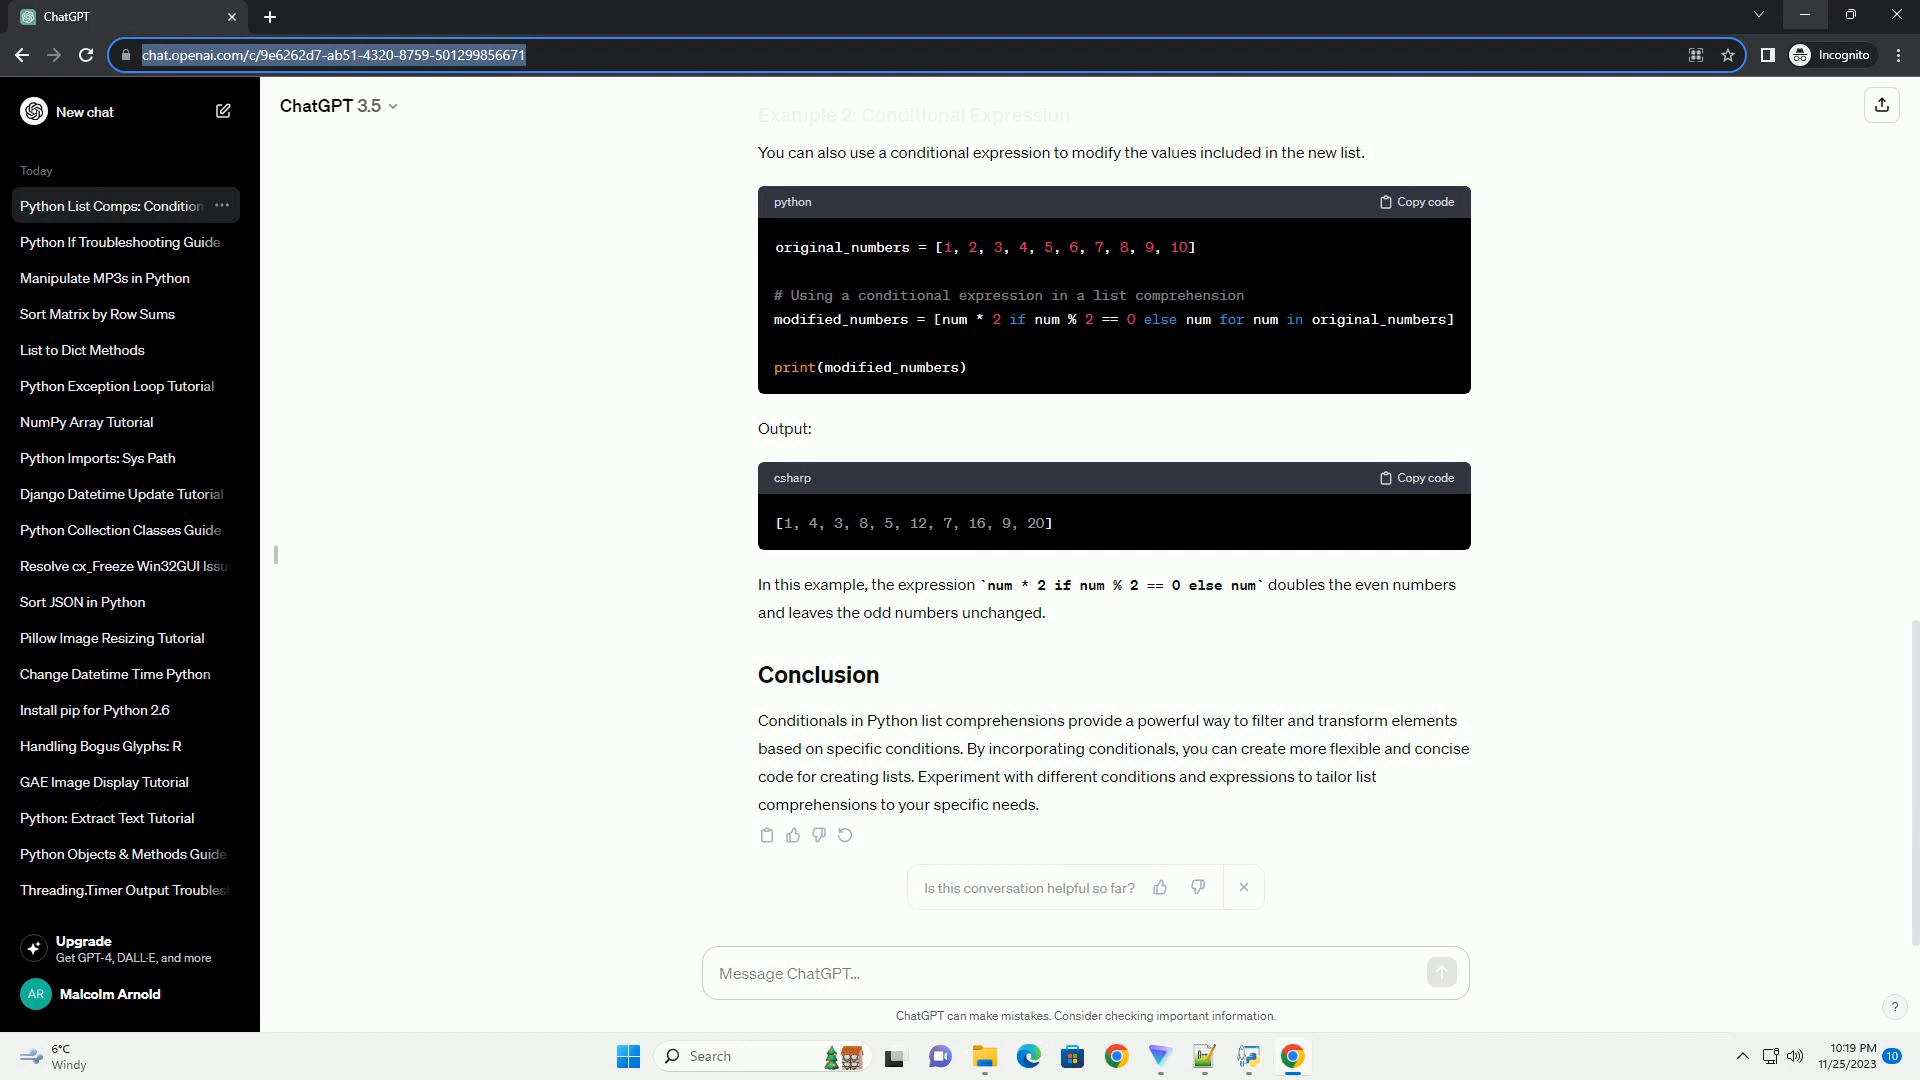 ChatGPT
chat.openai.com/c/9e6262d7-ab51-4320-8759-501299856671
Incognito
New chat
Today
Python List Comps: Condition
Python If Troubleshooting Guide
Manipulate MP3s in Python
Sort Matrix by Row Sums
List to Dict Methods
Python Exception Loop Tutorial
NumPy Array Tutorial
Python Imports: Sys Path
Django Datetime Update Tutorial
Python Collection Classes Guide
Resolve cx_Freeze Win32GUI Issu
Sort JSON in Python
Pillow Image Resizing Tutorial
Change Datetime Time Python
Install pip for Python 2.6
Handling Bogus Glyphs: R
GAE Image Display Tutorial
Python: Extract Text Tutorial
Python Objects & Methods Guide
Threading.Timer Output Troubles
Upgrade
Get GPT-4, DALL·E, and more
AR
Malcolm Arnold
ChatGPT 3.5
Example 2: Conditional Expression
You can also use a conditional expression to modify the values included in the new list.
python
Copy code
original_numbers = [1, 2, 3, 4, 5, 6, 7, 8, 9, 10]
# Using a conditional expression in a list comprehension
modified_numbers = [num * 2 if num % 2 == 0 else num for num in original_numbers]
print(modified_numbers)
Output:
csharp
Copy code
[1, 4, 3, 8, 5, 12, 7, 16, 9, 20]
In this example, the expression `num * 2 if num % 2 == 0 else num` doubles the even numbers
and leaves the odd numbers unchanged.
Conclusion
Conditionals in Python list comprehensions provide a powerful way to filter and transform elements
based on specific conditions. By incorporating conditionals, you can create more flexible and concise
code for creating lists. Experiment with different conditions and expressions to tailor list
comprehensions to your specific needs.
Is this conversation helpful so far?
Message ChatGPT...
ChatGPT can make mistakes. Consider checking important information.
?
6°C
Windy
Search
10:19 PM
11/25/2023
10